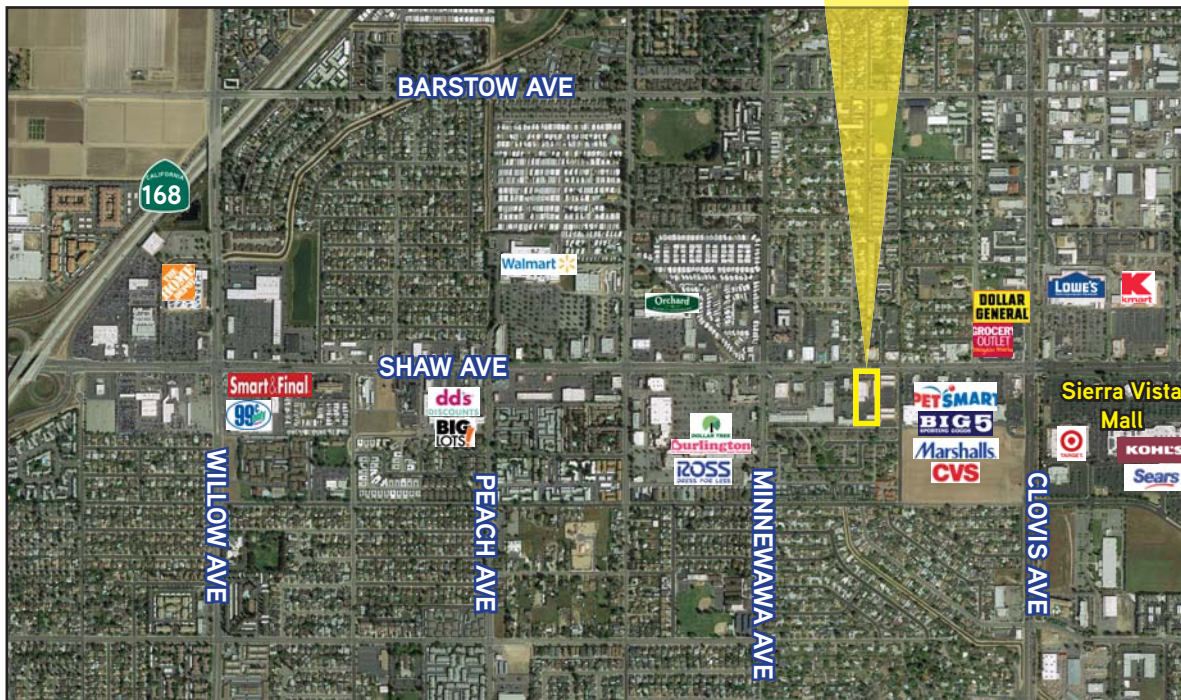 BARSTOW AVE
CALIFORNIA
168
Walmart
Orchard
LOWE'S
kmart
DOLLAR
GENERAL
GROCERY
OUTLET
SHAW AVE
Smart&Final
99¢
dd's
DISCOUNTS
BIG
LOTS!
DOLLAR TREE
Burlington
ROSS
DRESS FOR LESS
PETSMART
BIG 5
SPORTING GOODS
Marshalls
CVS
Sierra Vista
Mall
TARGET
KOHL'S
Sears
WILLOW AVE
PEACH AVE
MINNEWAWA AVE
CLOVIS AVE